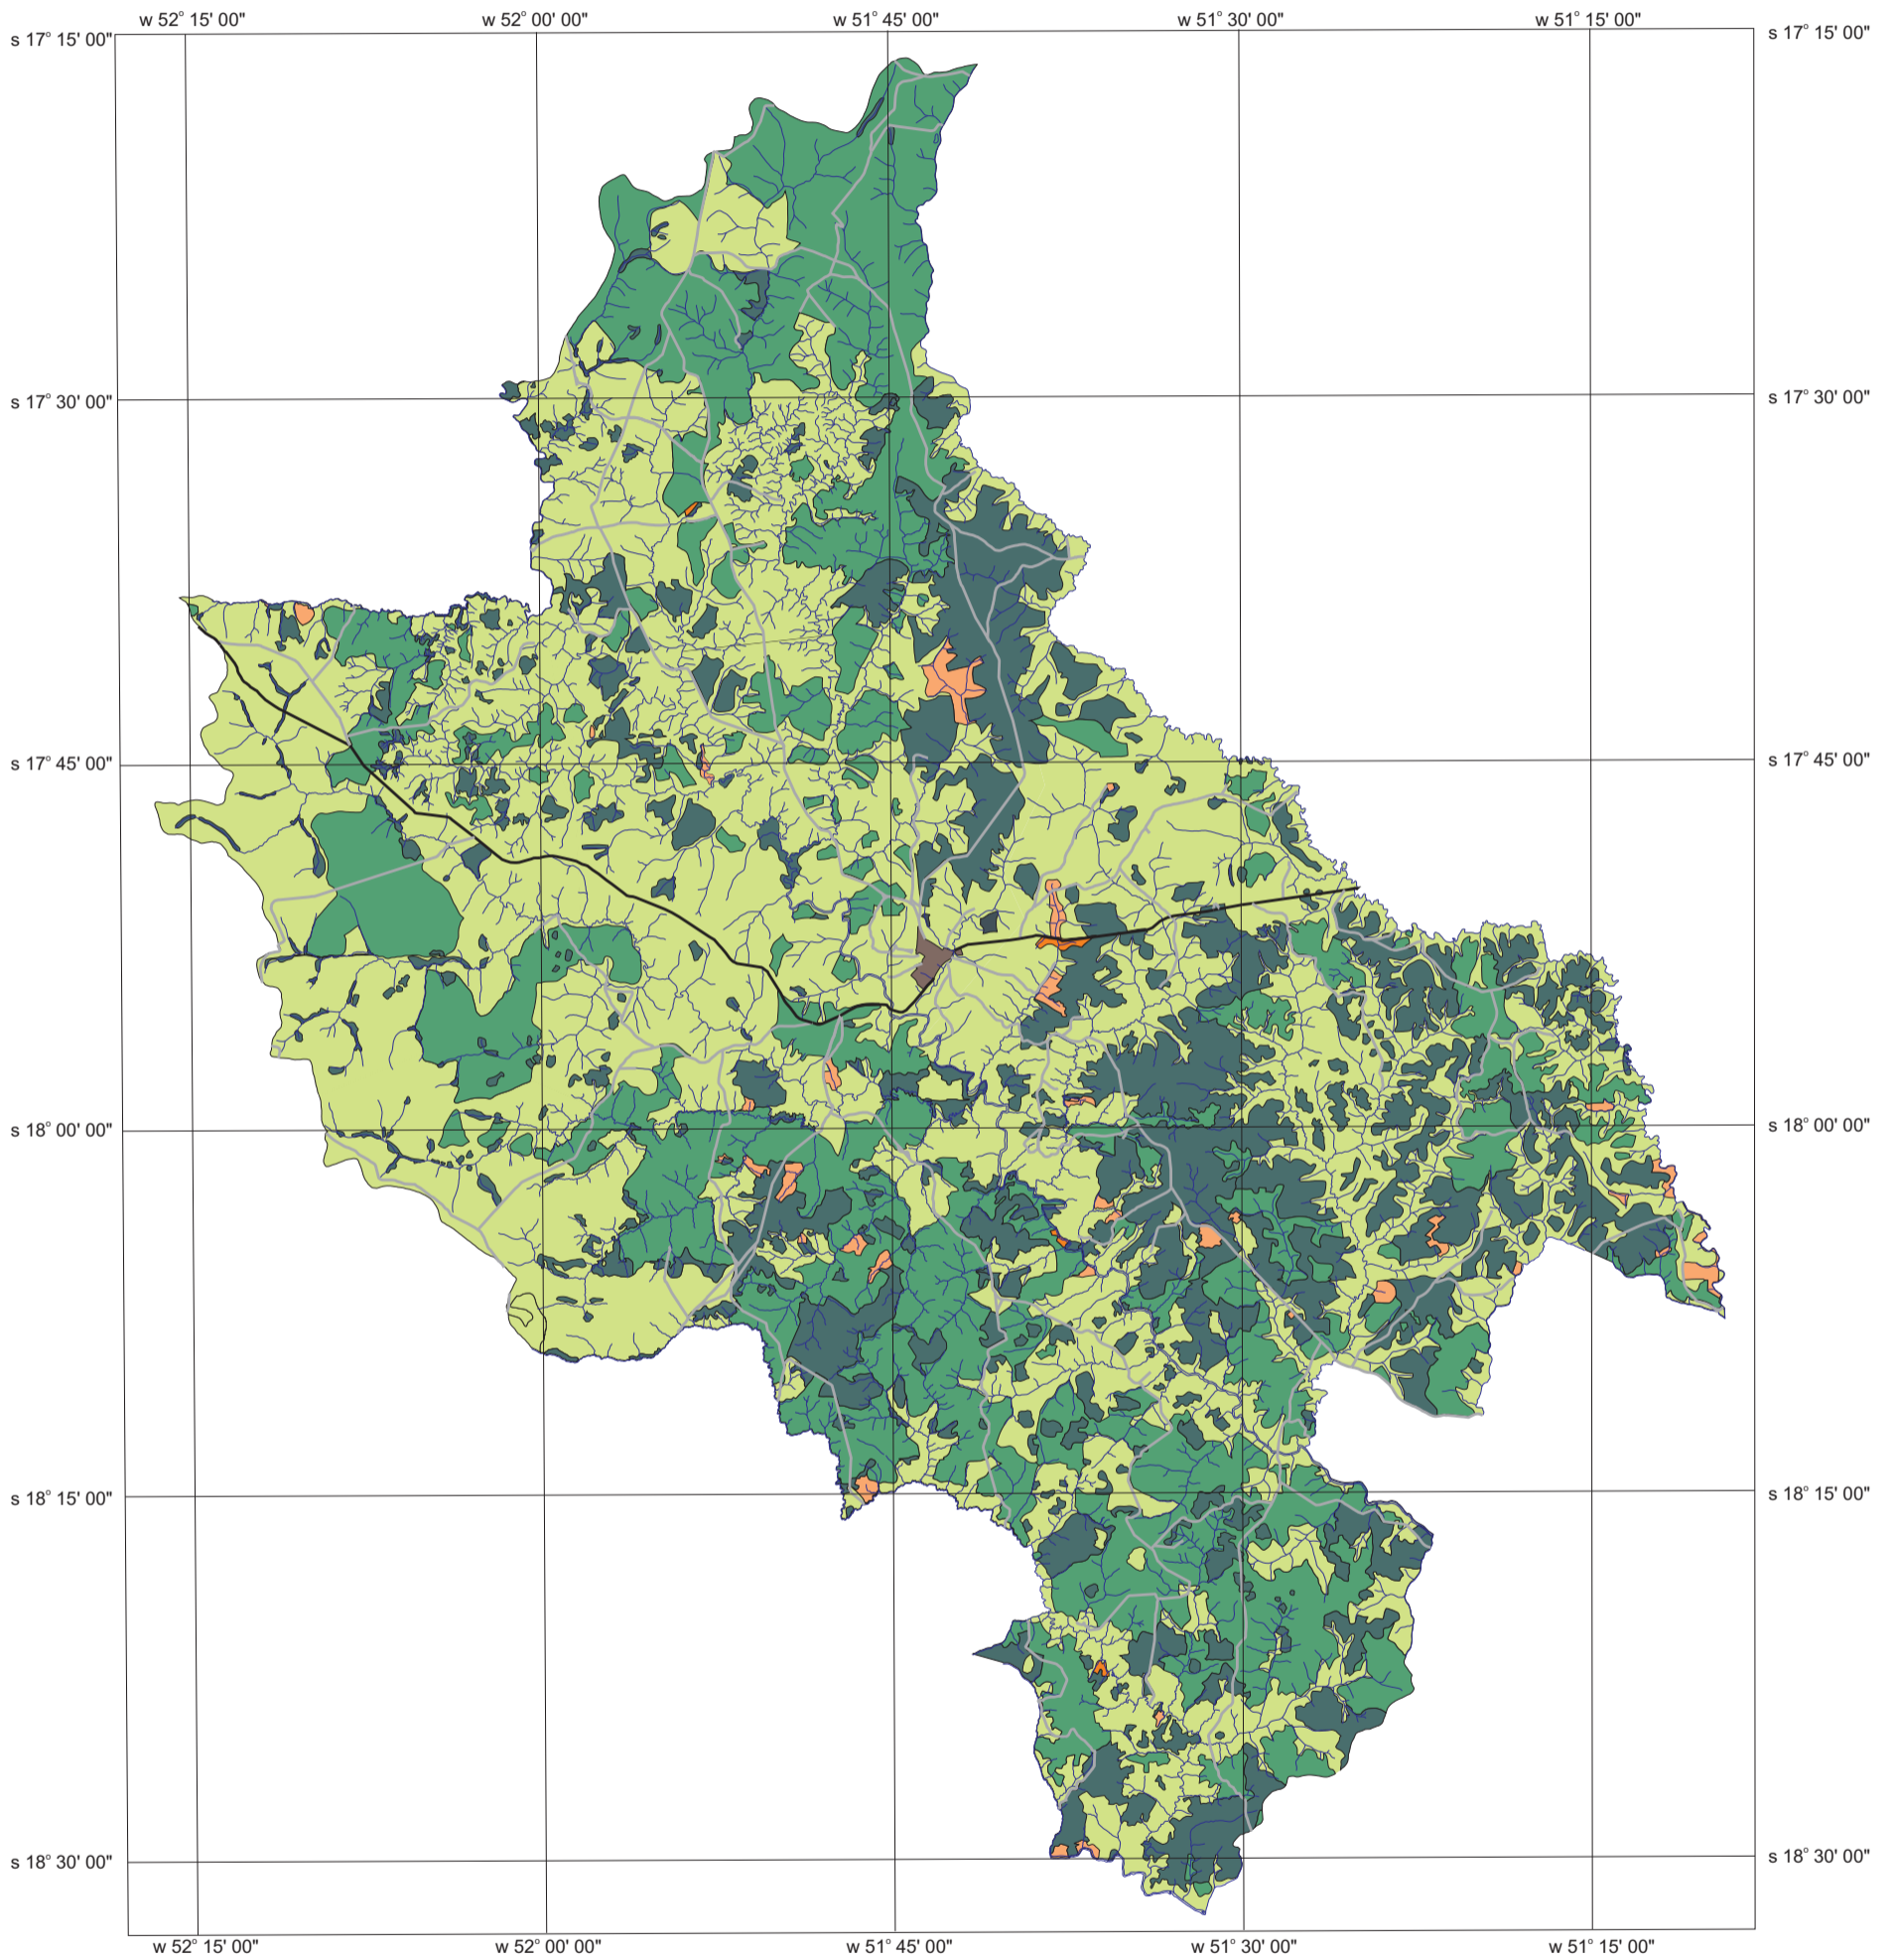 w 52° 15' 00" w 52° 00' 00" w 51° 45' 00" w 51° 30' 00" w 51° 15' 00"
s 17° 15' 00" s 17° 15' 00"
s 17° 30' 00" s 17° 30' 00"
s 17° 45' 00" s 17° 45' 00"
s 18° 00' 00" s 18° 00' 00"
s 18° 15' 00" s 18° 15' 00"
s 18° 30' 00" s 18° 30' 00"
w 52° 15' 00" w 52° 00' 00" w 51° 45' 00" w 51° 30' 00" w 51° 15' 00"